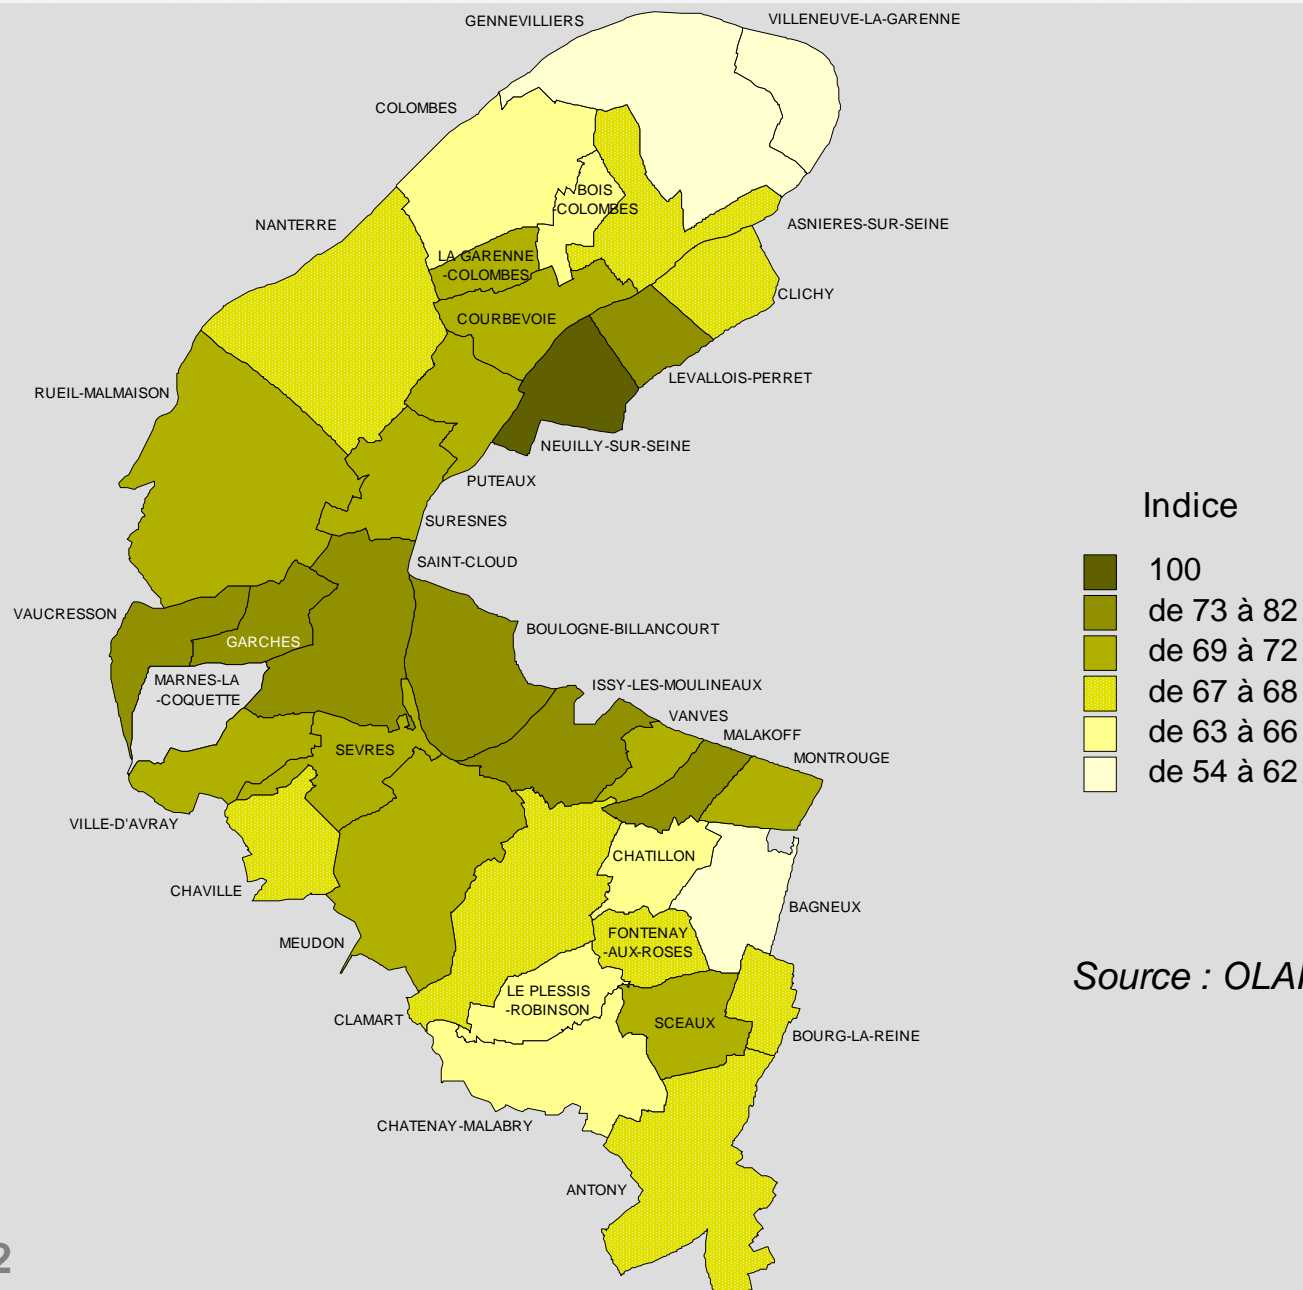 GENNEVILLIERS
VILLENEUVE-LA-GARENNE
COLOMBES
BOIS
-COLOMBES
NANTERRE
ASNIERES-SUR-SEINE
LA GARENNE
-COLOMBES
CLICHY
COURBEVOIE
LEVALLOIS-PERRET
RUEIL-MALMAISON
NEUILLY-SUR-SEINE
PUTEAUX
SURESNES
SAINT-CLOUD
VAUCRESSON
BOULOGNE-BILLANCOURT
GARCHES
MARNES-LA
-COQUETTE
ISSY-LES-MOULINEAUX
VANVES
MALAKOFF
SEVRES
MONTROUGE
VILLE-D'AVRAY
CHATILLON
CHAVILLE
BAGNEUX
FONTENAY
-AUX-ROSES
MEUDON
LE PLESSIS
-ROBINSON
CLAMART
SCEAUX
BOURG-LA-REINE
CHATENAY-MALABRY
ANTONY
Indice
100
de 73 à 82
de 69 à 72
de 67 à 68
de 63 à 66
de 54 à 62
Source : OLA
2